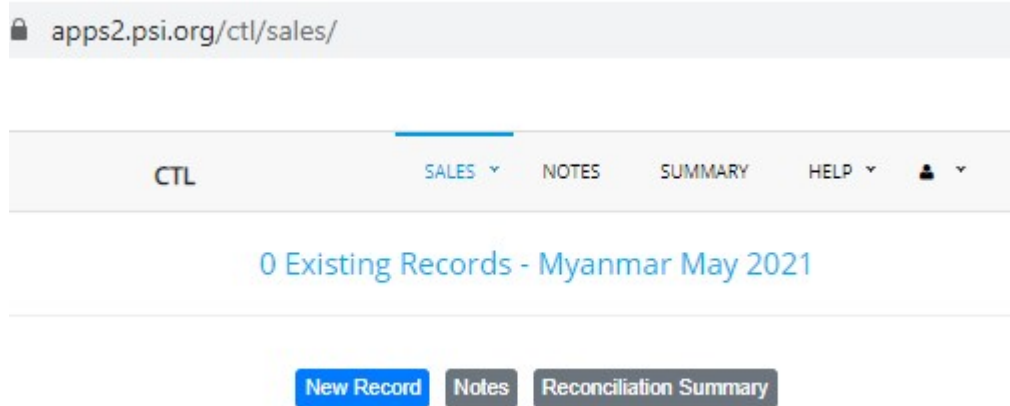 apps2.psi.org/ctl/sales/
CTL SALES NOTES SUMMARY HELP
0 Existing Records - Myanmar May 2021
New Record Notes Reconciliation Summary